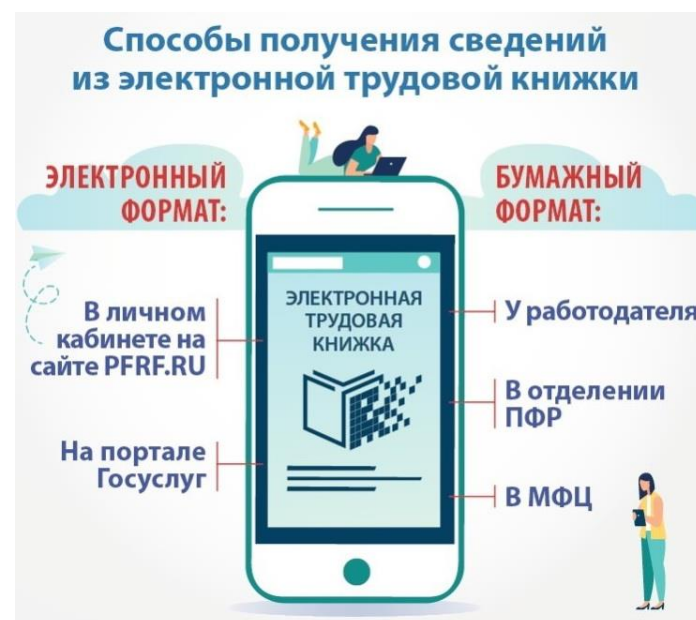 Способы получения сведений
из электронной трудовой книжки
ЭЛЕКТРОННЫЙ
ФОРМАТ:
В личном
кабинете на
сайте PFRF.RU
На портале
Госуслуг
ЭЛЕКТРОННАЯ
ТРУДОВАЯ
КНИЖКА
БУМАЖНЫЙ
ФОРМАТ:
У работодателя
В отделении
ПФР
В МФЦ